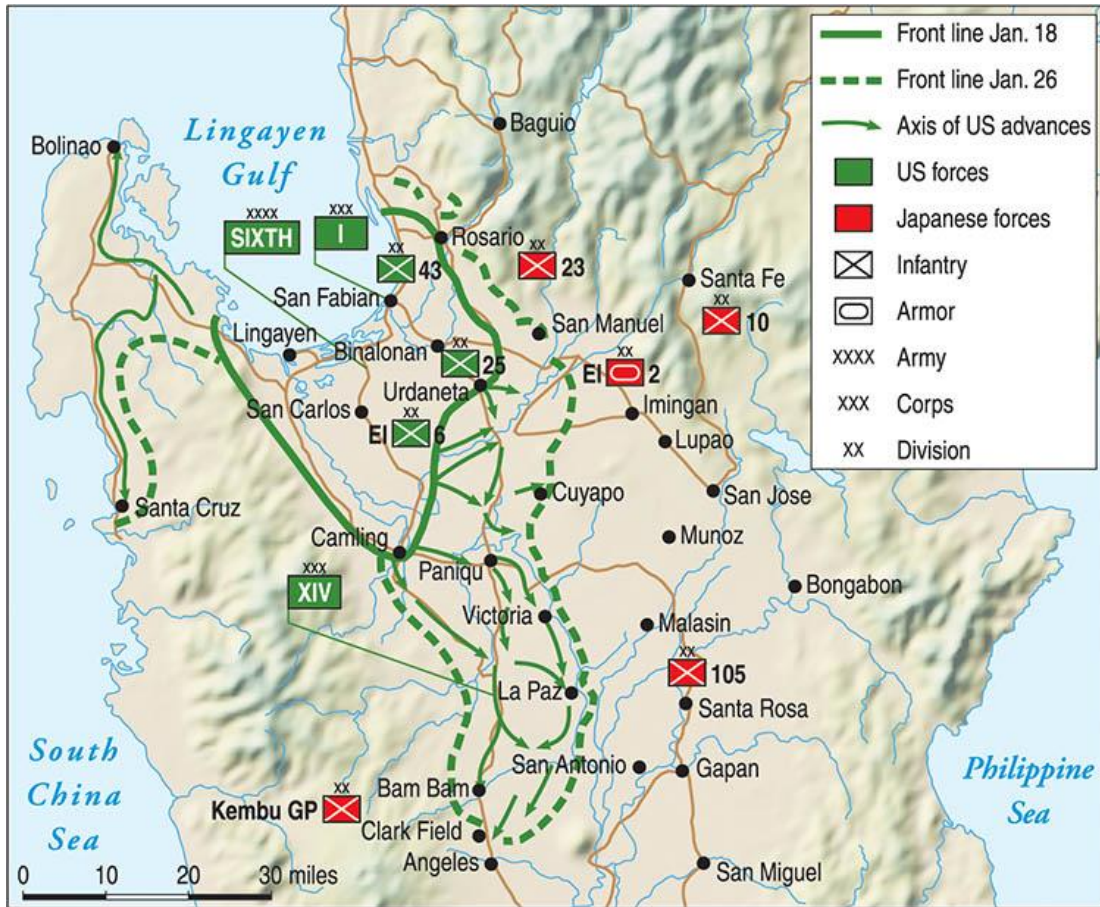 Front line Jan. 18
Front line Jan. 26
Axis of US advances
US forces
Japanese forces
Infantry
Armor
xxxx Army
xxx Corps
xx Division
Bolinao
Lingayen
Gulf
Baguio
xxxx
SIXTH
xxx
I
Rosario
xx
43
xx
23
Santa Fe
San Fabian
xx
10
San Manuel
Lingayen
Binalonan
xx
25
xx
El 2
Urdaneta
San Carlos
xx
El 6
Imingan
Lupao
Santa Cruz
Cuyapo
San Jose
Camling
Munoz
Paniqu
xxx
XIV
Bongabon
Victoria
Malasin
xx
105
La Paz
Santa Rosa
South
China
Sea
San Antonio
Gapan
Philippine
Sea
Bam Bam
xx
Kembu GP
Clark Field
Angeles
San Miguel
0 10 20 30 miles